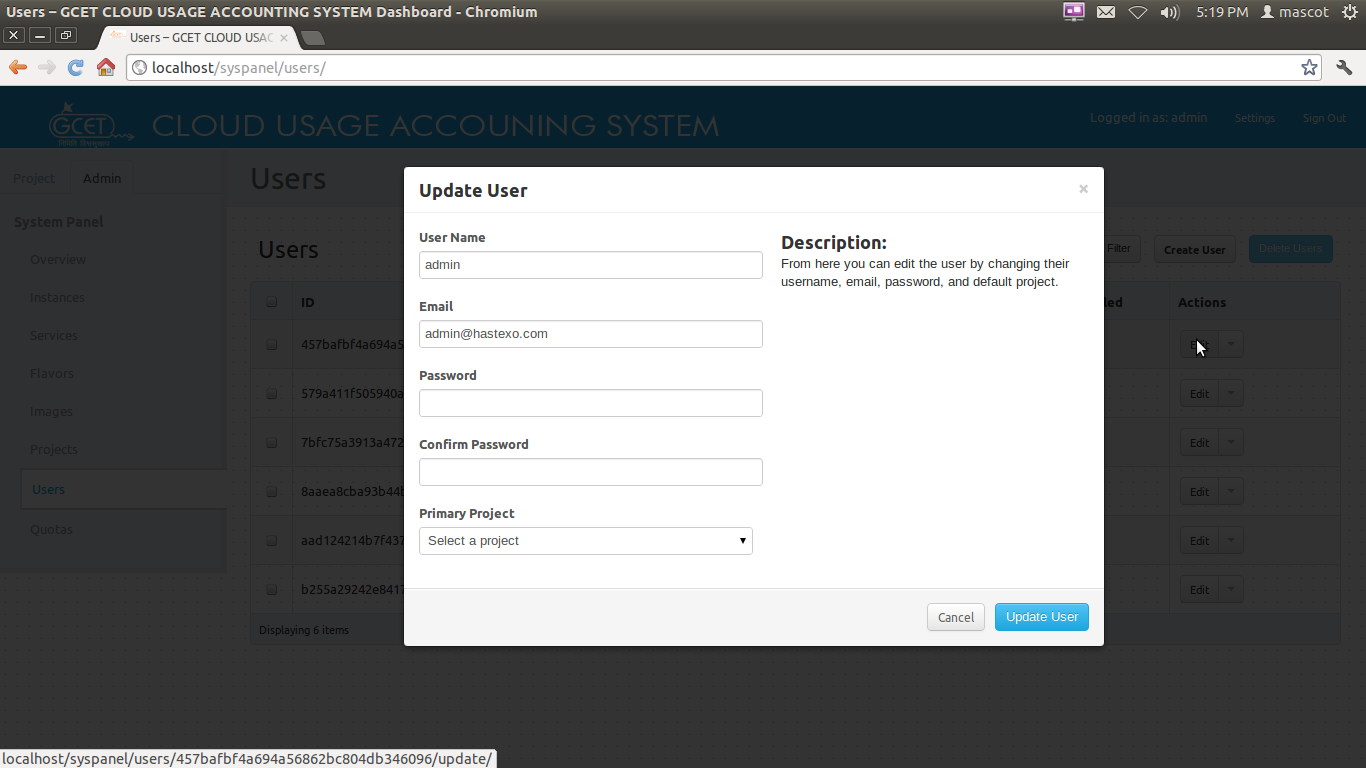 Users – GCET CLOUD USAGE ACCOUNTING SYSTEM Dashboard - Chromium
5:19 PM
mascot
Users – GCET CLOUD USAG
localhost/syspanel/users/
GCET
CLOUD USAGE ACCOUNING SYSTEM
Logged in as: admin
Settings
Sign Out
Project
Admin
System Panel
Overview
Instances
Services
Flavors
Images
Projects
Users
Quotas
Users
Users
Filter
Create User
Delete Users
ID
led
Actions
457bafbf4a694a5
Edit
579a411f505940a
Edit
7bfc75a3913a472
Edit
8aaea8cba93b44b
Edit
aad124214b7f437
Edit
b255a29242e8417
Edit
Displaying 6 items
Update User
×
User Name
admin
Email
admin@hastexo.com
Password
Confirm Password
Primary Project
Select a project
Description:
From here you can edit the user by changing their
username, email, password, and default project.
Cancel
Update User
localhost/syspanel/users/457bafbf4a694a56862bc804db346096/update/